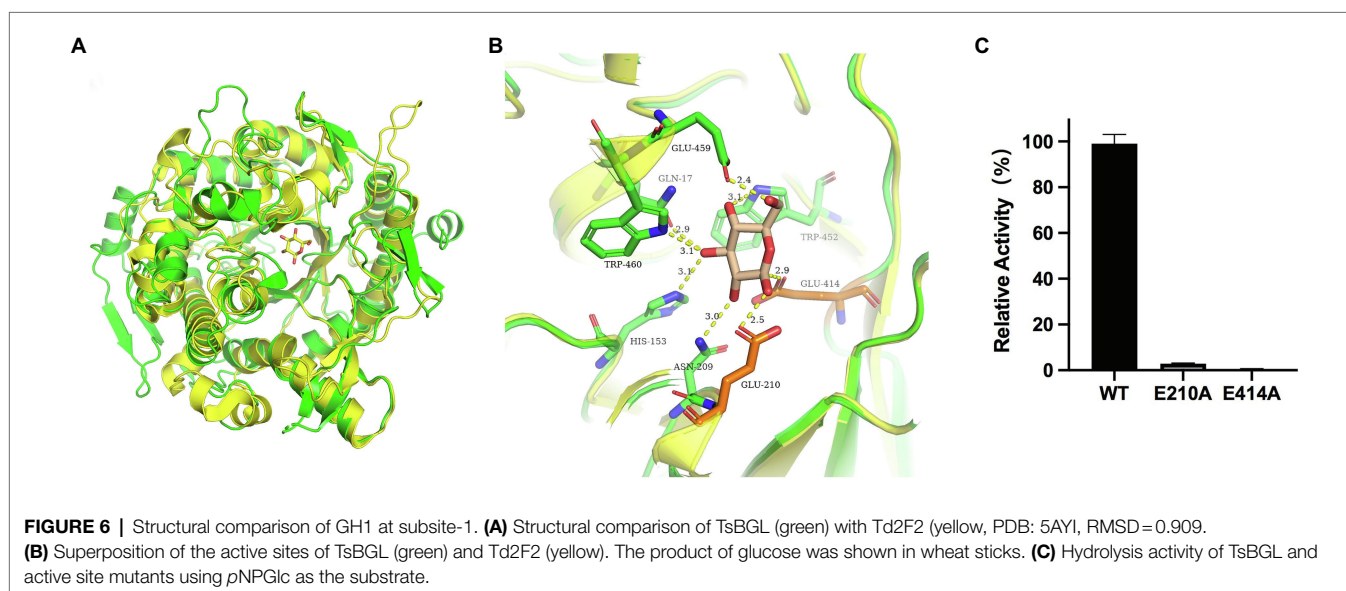 A
B
C
GLU-459
GLN-17
2.4
3.1
2.9
3.1
TRP-452
TRP-460
3.1
2.9
GLU-414
3.0
2.5
HIS-153
ASN-209
GLU-210
Relative Activity (%)
100
80
60
40
20
0
WT E210A E414A
FIGURE 6 | Structural comparison of GH1 at subsite-1. (A) Structural comparison of TsBGL (green) with Td2F2 (yellow, PDB: 5AYI, RMSD=0.909.
(B) Superposition of the active sites of TsBGL (green) and Td2F2 (yellow). The product of glucose was shown in wheat sticks. (C) Hydrolysis activity of TsBGL and
active site mutants using pNPGlc as the substrate.